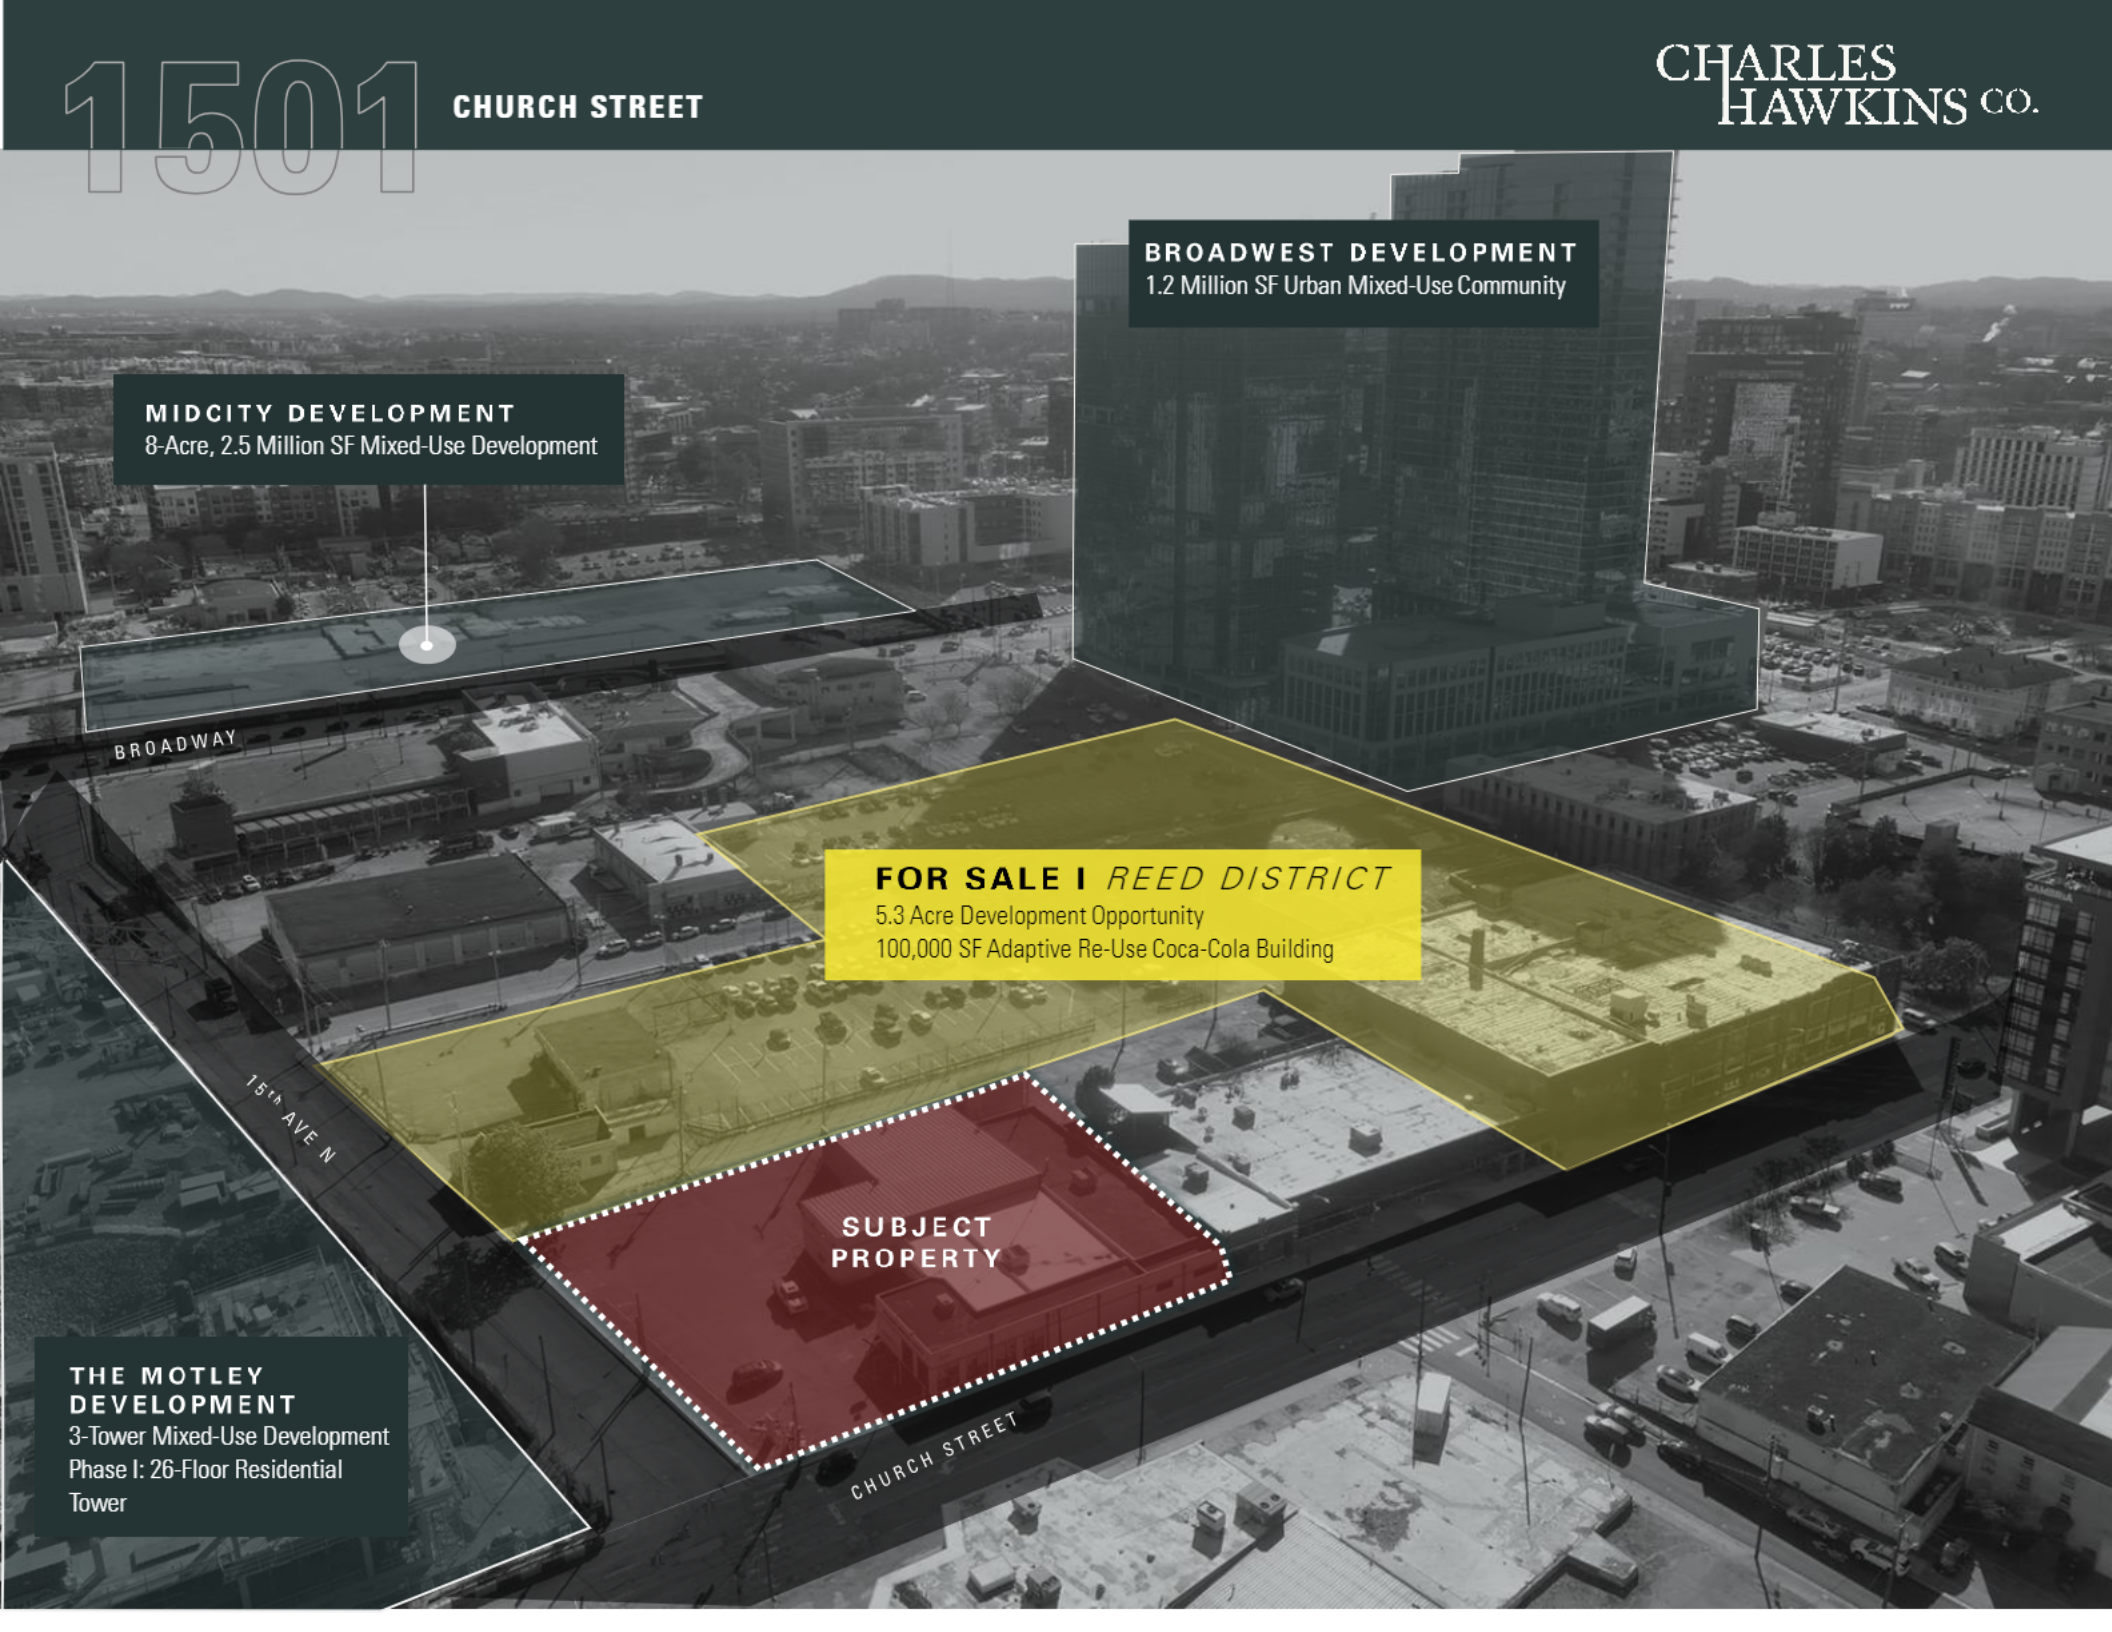 1501
CHURCH STREET
CHARLES
HAWKINS CO.
BROADWEST DEVELOPMENT
1.2 Million SF Urban Mixed-Use Community
MIDCITY DEVELOPMENT
8-Acre, 2.5 Million SF Mixed-Use Development
BROADWAY
FOR SALE I REED DISTRICT
5.3 Acre Development Opportunity
100,000 SF Adaptive Re-Use Coca-Cola Building
CAMBRIA
15th AVE N
SUBJECT
PROPERTY
THE MOTLEY
DEVELOPMENT
3-Tower Mixed-Use Development
Phase I: 26-Floor Residential
Tower
CHURCH STREET